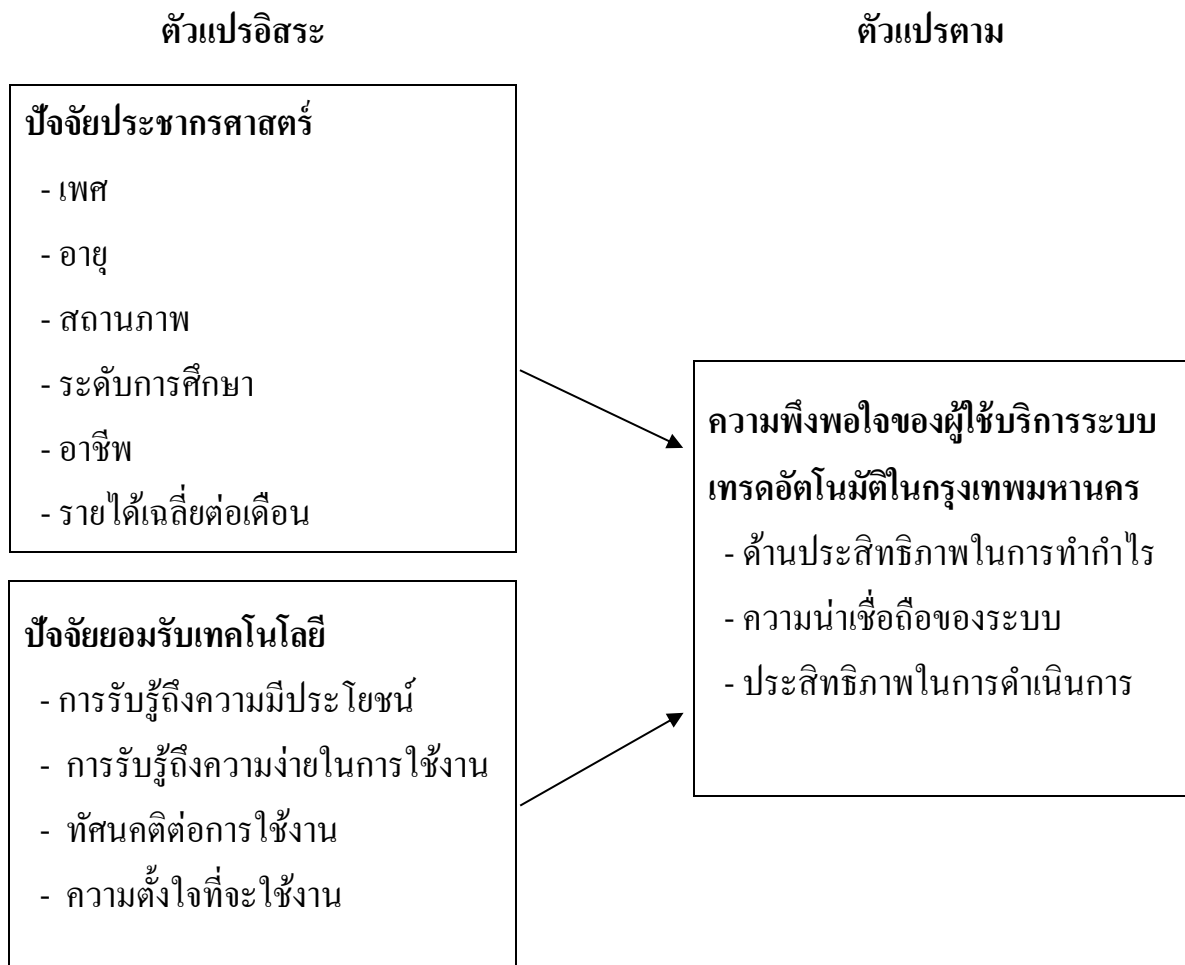 ตัวแปรอิสระ
ตัวแปรตาม
ปัจจัยประชากรศาสตร์
- เพศ
- อายุ
- สถานภาพ
- ระดับการศึกษา
- อาชีพ
- รายได้เฉลี่ยต่อเดือน
ปัจจัยยอมรับเทคโนโลยี
- การรับรู้ถึงความมีประโยชน์
- การรับรู้ถึงความง่ายในการใช้งาน
- ทัศนคติต่อการใช้งาน
- ความตั้งใจที่จะใช้งาน
ความพึงพอใจของผู้ใช้บริการระบบ
เทรดอัตโนมัติในกรุงเทพมหานคร
- ด้านประสิทธิภาพในการทำกำไร
- ความน่าเชื่อถือของระบบ
- ประสิทธิภาพในการดำเนินการ